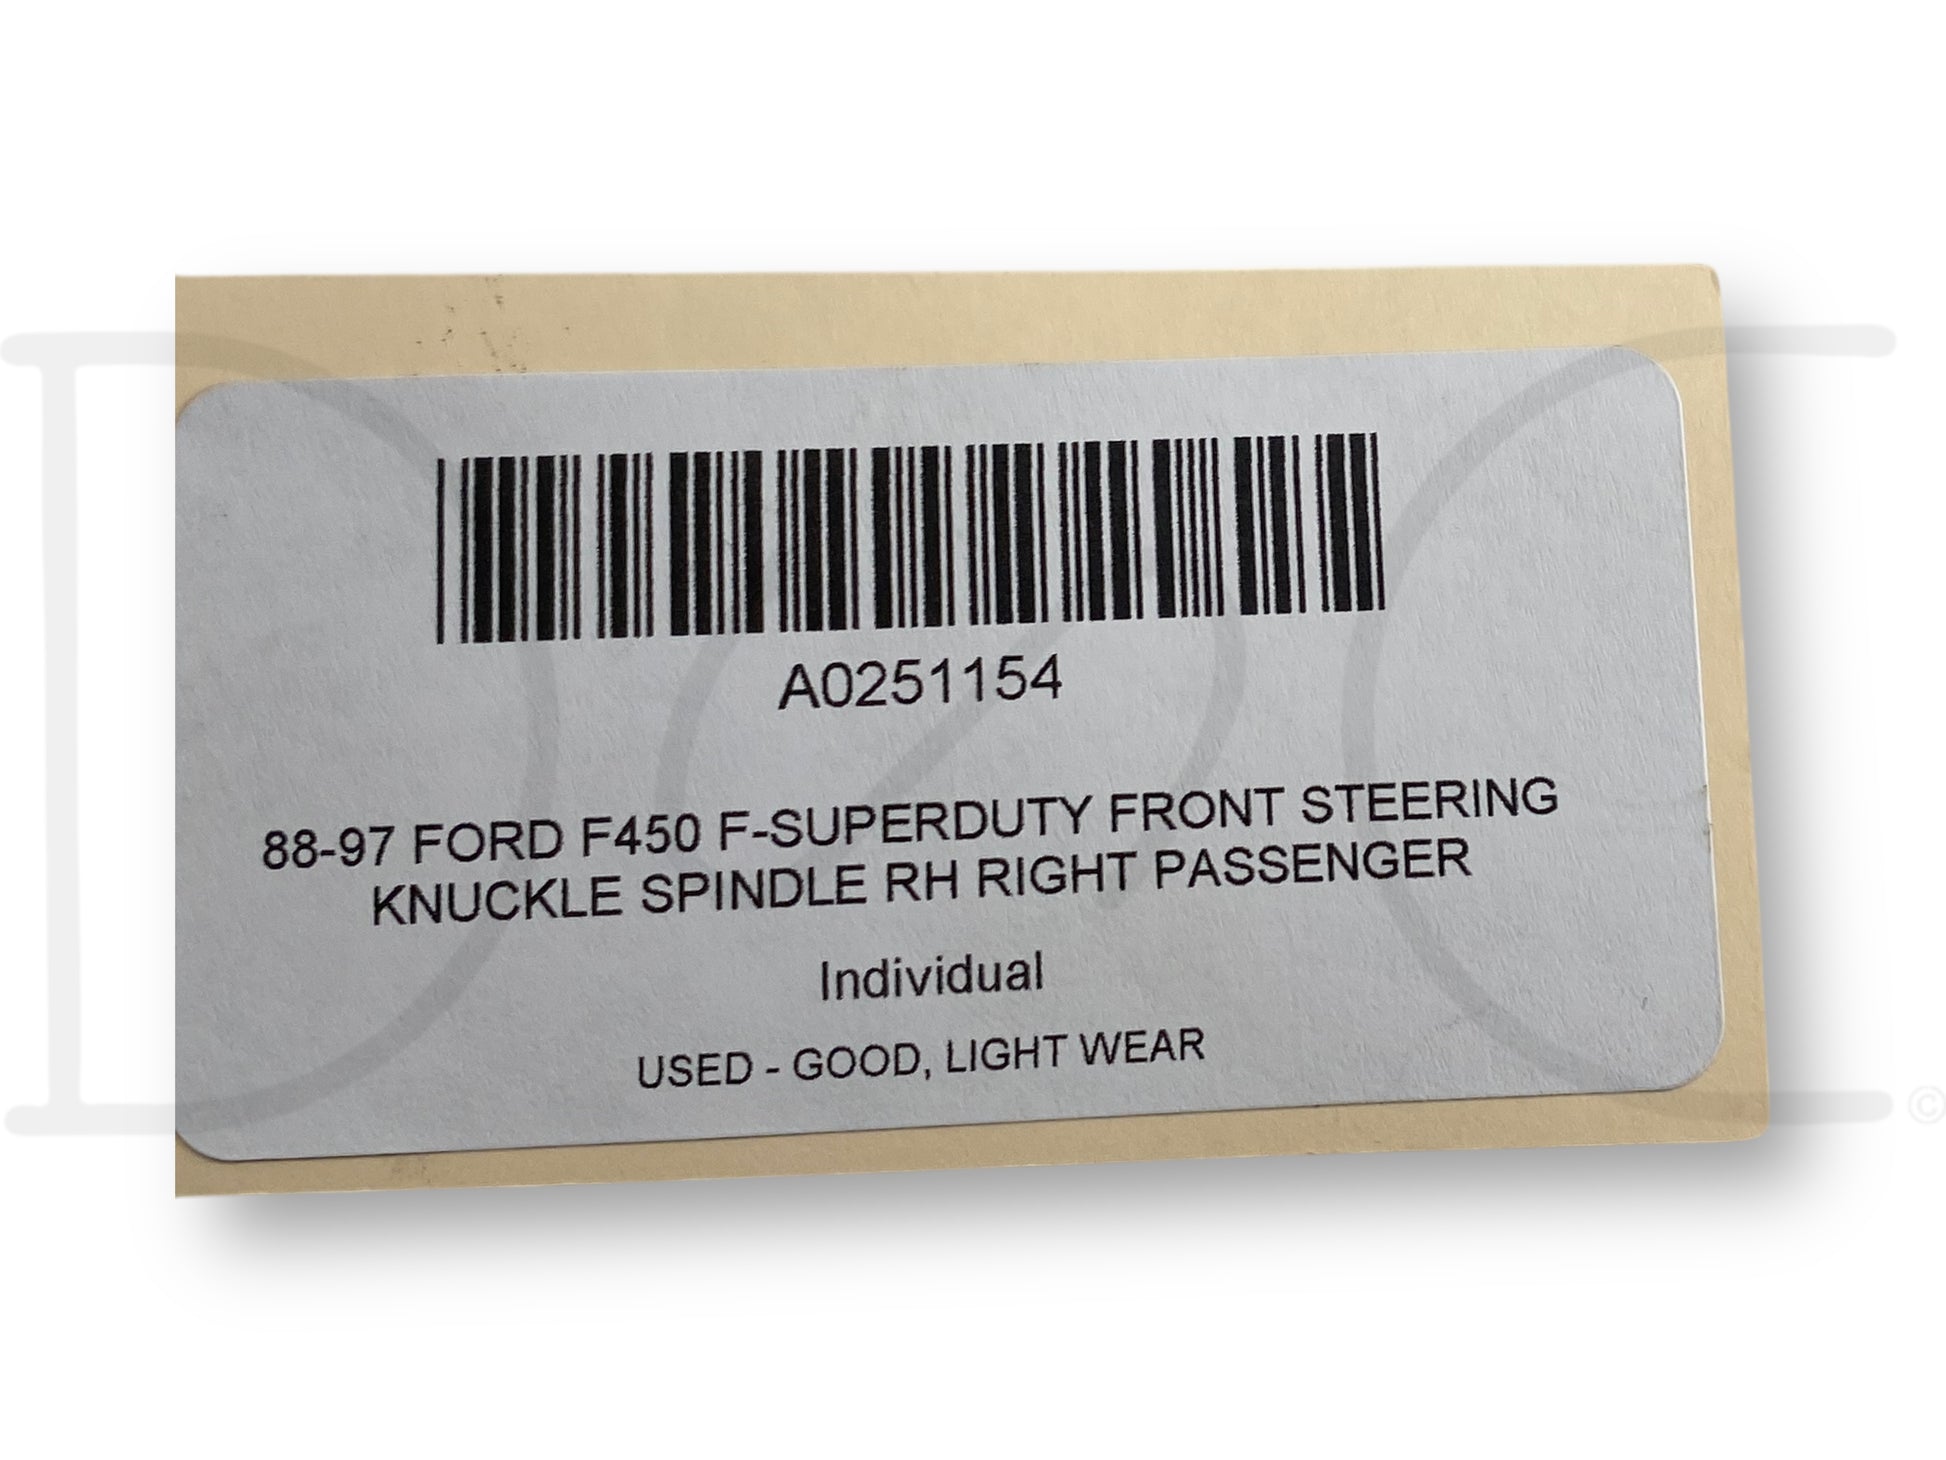 A0251154
88-97 FORD F450 F-SUPERDUTY FRONT STEERING
KNUCKLE SPINDLE RH RIGHT PASSENGER
Individual
USED - GOOD, LIGHT WEAR
©